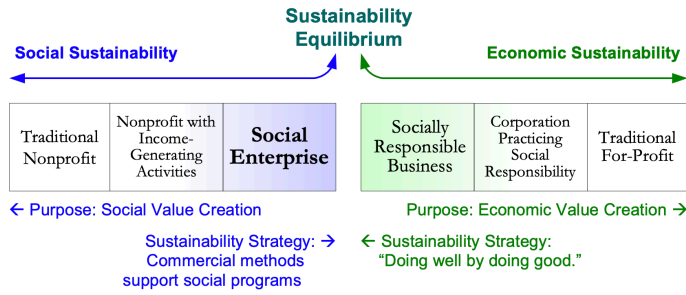 Sustainability
Equilibrium
Social Sustainability
Economic Sustainability
Traditional
Nonprofit
Nonprofit with
Income-
Generating
Activities
Social
Enterprise
Socially
Responsible
Business
Corporation
Practicing
Social
Responsibility
Traditional
For-Profit
← Purpose: Social Value Creation
Purpose: Economic Value Creation →
Sustainability Strategy: →
Commercial methods
support social programs
← Sustainability Strategy:
“Doing well by doing good.”